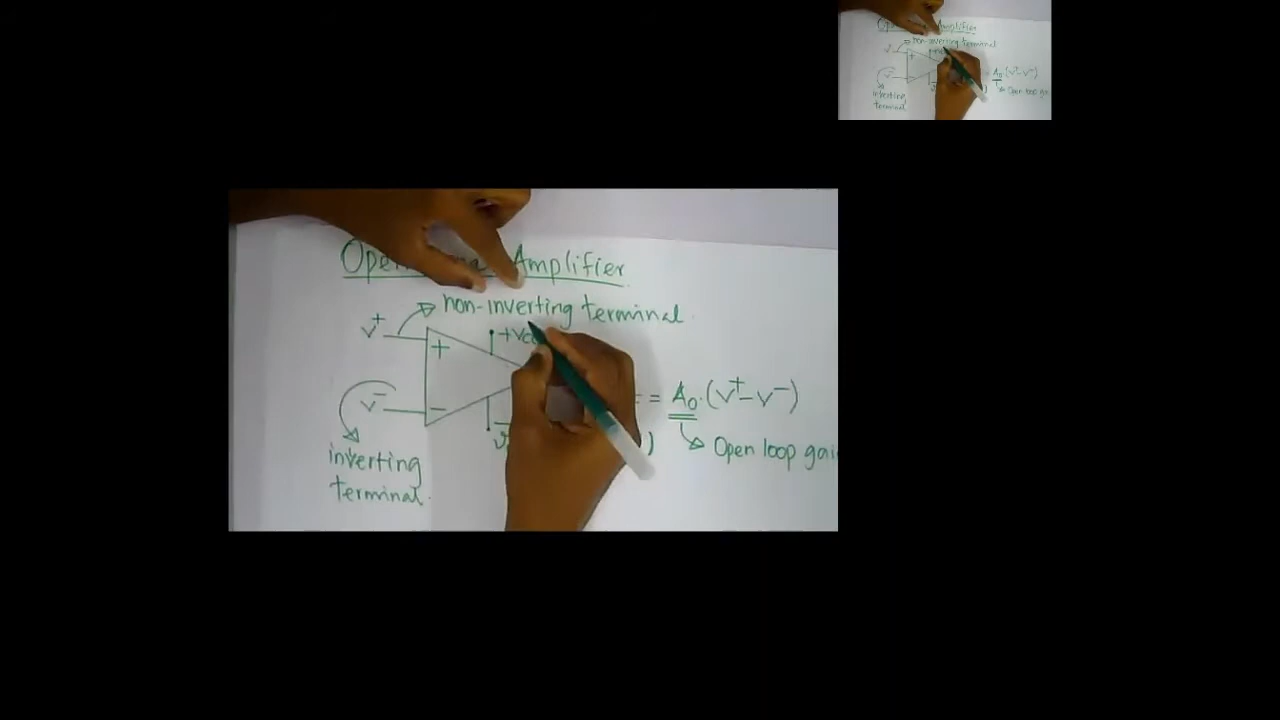 Amplifier
non-inverting terminal
V+
+
+Vcc
V-
-
= A₀.(V+ - V-)
Open loop gai
inverting
terminal